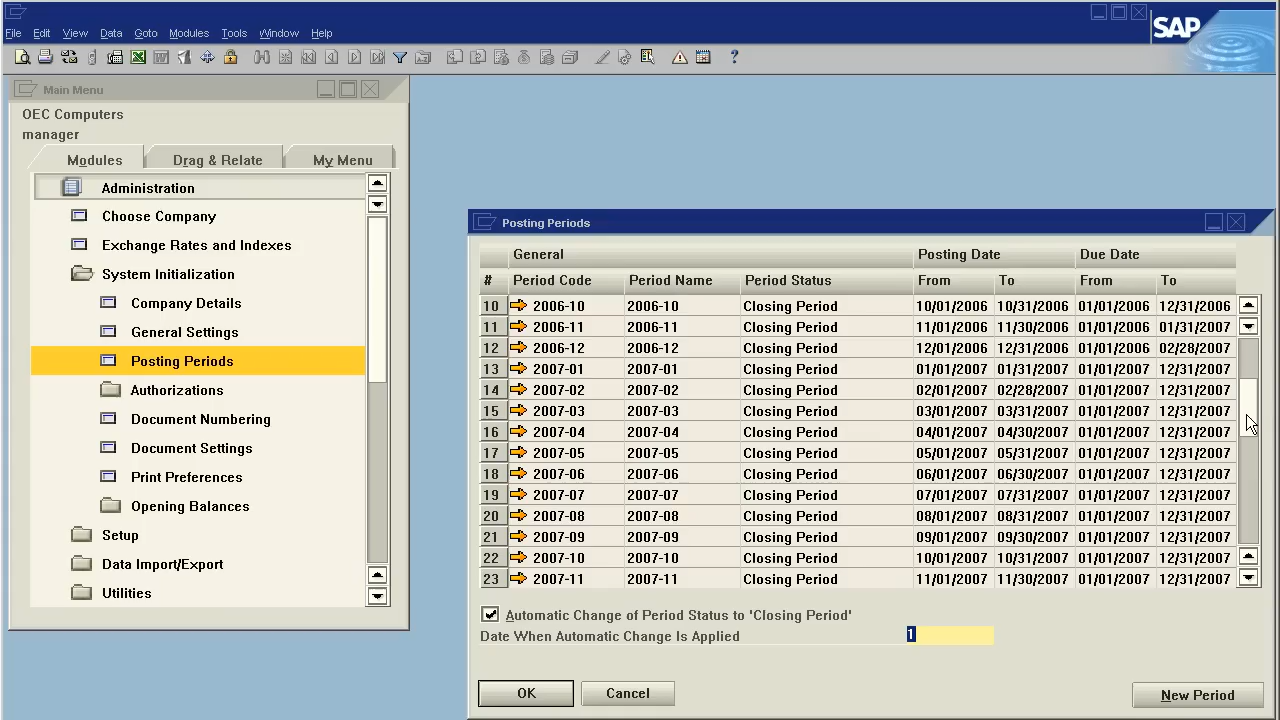 SAP
File Edit View Data Goto Modules Tools Window Help
Main Menu
OEC Computers
manager
Modules Drag & Relate My Menu
Administration
Choose Company
Exchange Rates and Indexes
System Initialization
Company Details
General Settings
Posting Periods
Authorizations
Document Numbering
Document Settings
Print Preferences
Opening Balances
Setup
Data Import/Export
Utilities
Posting Periods
General Posting Date Due Date
# Period Code Period Name Period Status From To From To
10 2006-10 2006-10 Closing Period 10/01/2006 10/31/2006 01/01/2006 12/31/2006
11 2006-11 2006-11 Closing Period 11/01/2006 11/30/2006 01/01/2006 01/31/2007
12 2006-12 2006-12 Closing Period 12/01/2006 12/31/2006 01/01/2006 02/28/2007
13 2007-01 2007-01 Closing Period 01/01/2007 01/31/2007 01/01/2007 12/31/2007
14 2007-02 2007-02 Closing Period 02/01/2007 02/28/2007 01/01/2007 12/31/2007
15 2007-03 2007-03 Closing Period 03/01/2007 03/31/2007 01/01/2007 12/31/2007
16 2007-04 2007-04 Closing Period 04/01/2007 04/30/2007 01/01/2007 12/31/2007
17 2007-05 2007-05 Closing Period 05/01/2007 05/31/2007 01/01/2007 12/31/2007
18 2007-06 2007-06 Closing Period 06/01/2007 06/30/2007 01/01/2007 12/31/2007
19 2007-07 2007-07 Closing Period 07/01/2007 07/31/2007 01/01/2007 12/31/2007
20 2007-08 2007-08 Closing Period 08/01/2007 08/31/2007 01/01/2007 12/31/2007
21 2007-09 2007-09 Closing Period 09/01/2007 09/30/2007 01/01/2007 12/31/2007
22 2007-10 2007-10 Closing Period 10/01/2007 10/31/2007 01/01/2007 12/31/2007
23 2007-11 2007-11 Closing Period 11/01/2007 11/30/2007 01/01/2007 12/31/2007
Automatic Change of Period Status to 'Closing Period'
Date When Automatic Change Is Applied 1
OK Cancel New Period